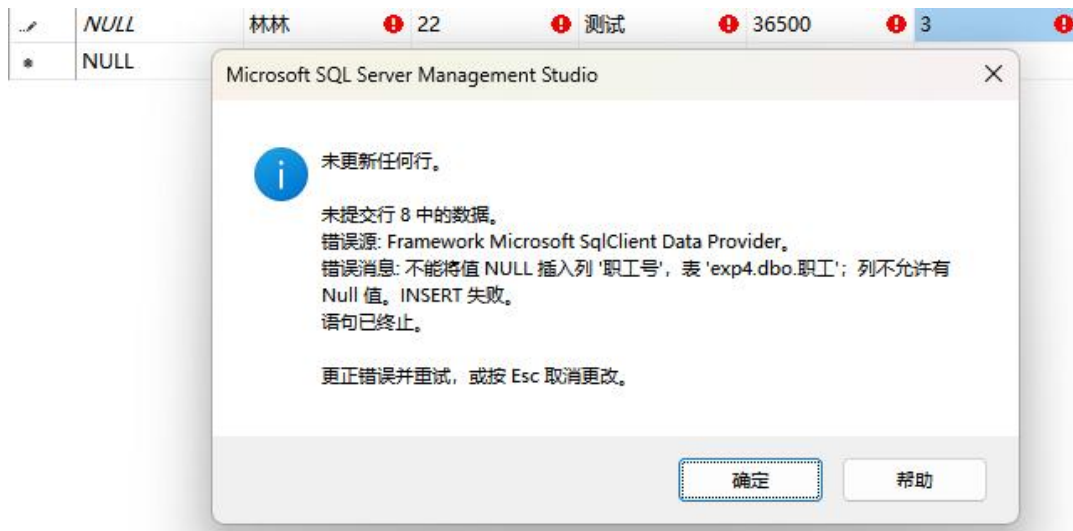 NULL 林林 22 测试 36500 3
NULL
Microsoft SQL Server Management Studio
未更新任何行。
未提交行 8 中的数据。
错误源: Framework Microsoft SqlClient Data Provider。
错误消息: 不能将值 NULL 插入列 '职工号'，表 'exp4.dbo.职工'；列不允许有
Null 值。INSERT 失败。
语句已终止。
更正错误并重试，或按 Esc 取消更改。
确定 帮助